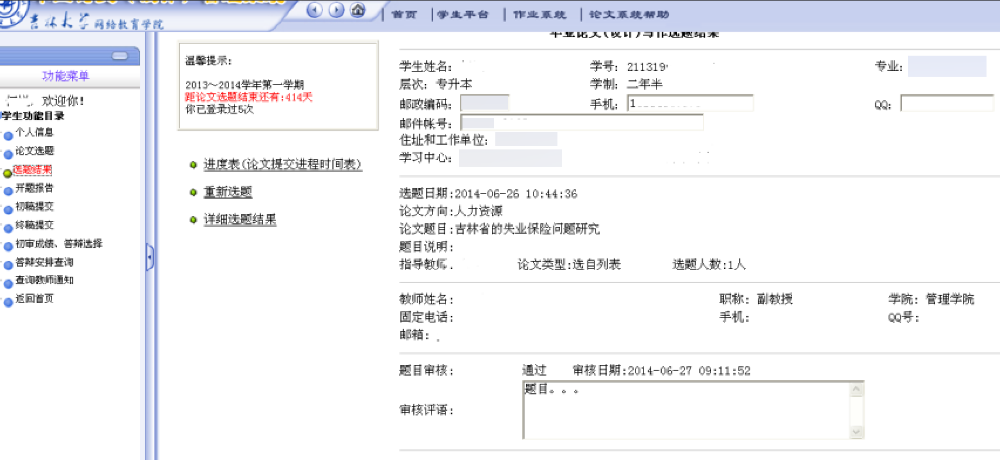 吉林大学 网络教育学院
首页 | 学生平台 | 作业系统 | 论文系统帮助
功能菜单
欢迎你!
学生功能目录
个人信息
论文选题
选题结果
开题报告
初稿提交
终稿提交
初审成绩、答辩选择
答辩安排查询
查询教师通知
返回首页
温馨提示:
2013～2014学年第一学期
距论文选题结束还有:414天
你已登录过5次
进度表(论文提交进程时间表)
重新选题
详细选题结果
毕业论文(设计)写作选题结果
学生姓名: 学号: 211319 专业:
层次: 专升本 学制: 二年半
邮政编码: 手机: 1 QQ:
邮件帐号:
住址和工作单位:
学习中心:
选题日期:2014-06-26 10:44:36
论文方向:人力资源
论文题目:吉林省的失业保险问题研究
题目说明:
指导教师 论文类型:选自列表 选题人数:1人
教师姓名: 职称: 副教授 学院: 管理学院
固定电话: 手机: QQ号:
邮箱:
题目审核: 通过 审核日期:2014-06-27 09:11:52
审核评语: 题目。。。